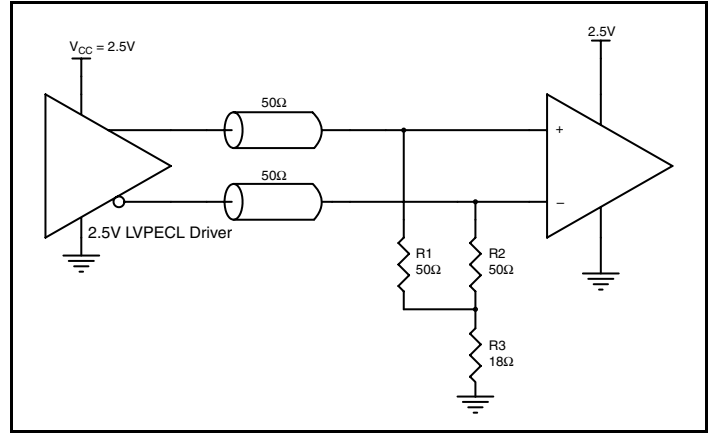 V_CC = 2.5V
2.5V
50Ω
+
50Ω
–
2.5V LVPECL Driver
R1
50Ω
R2
50Ω
R3
18Ω